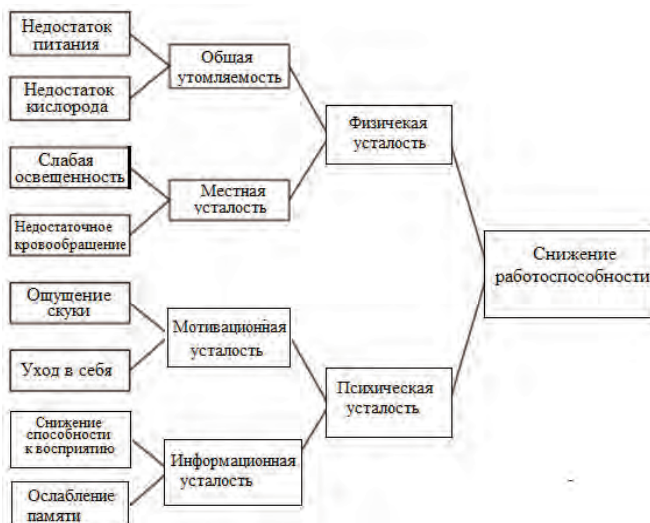 Недостаток
питания
Недостаток
кислорода
Слабая
освещенность
Недостаточное
кровообращение
Ощущение
скуки
Уход в себя
Снижение
способности
к восприятию
Ослабление
памяти
Общая
утомляемость
Местная
усталость
Мотивационная
усталость
Информационная
усталость
Физичекая
усталость
Психическая
усталость
Снижение
работоспособности